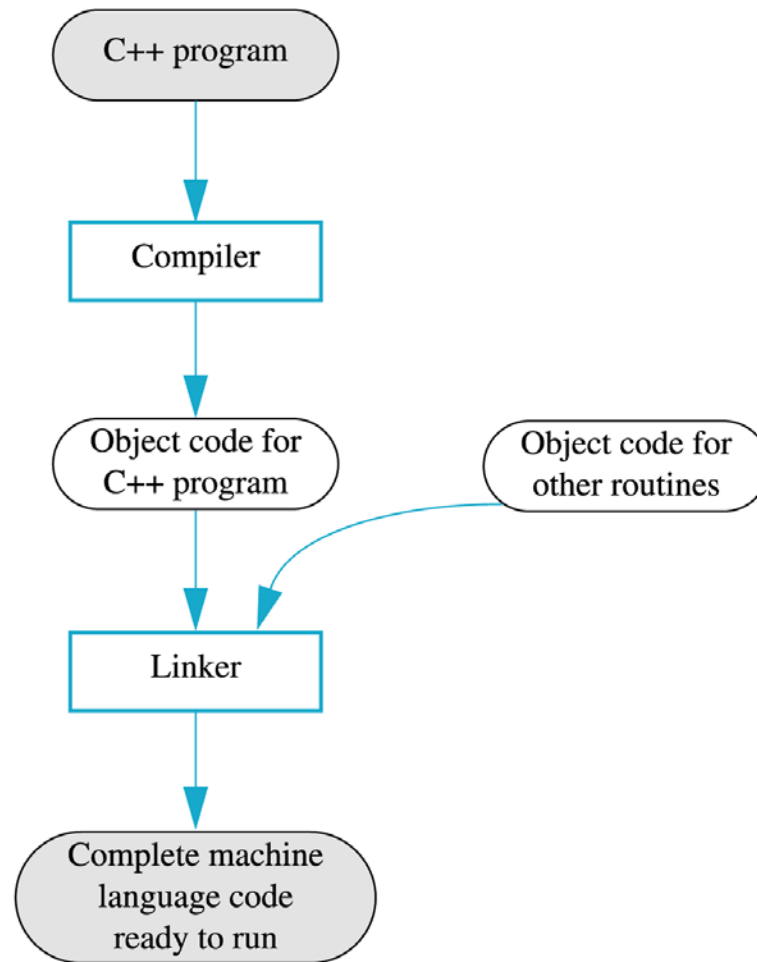 C++ program
Compiler
Object code for
C++ program
Object code for
other routines
Linker
Complete machine
language code
ready to run